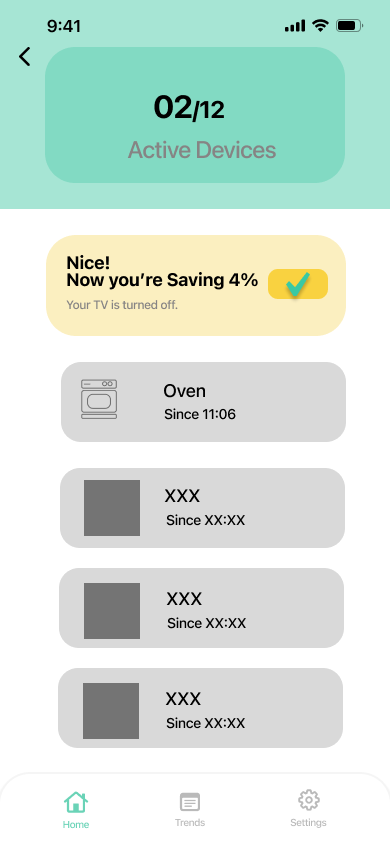 9:41
02/12
Active Devices
Nice!
Now you're Saving 4%
Your TV is turned off.
Oven
Since 11:06
XXX
Since XX:XX
XXX
Since XX:XX
XXX
Since XX:XX
Home Trends Settings